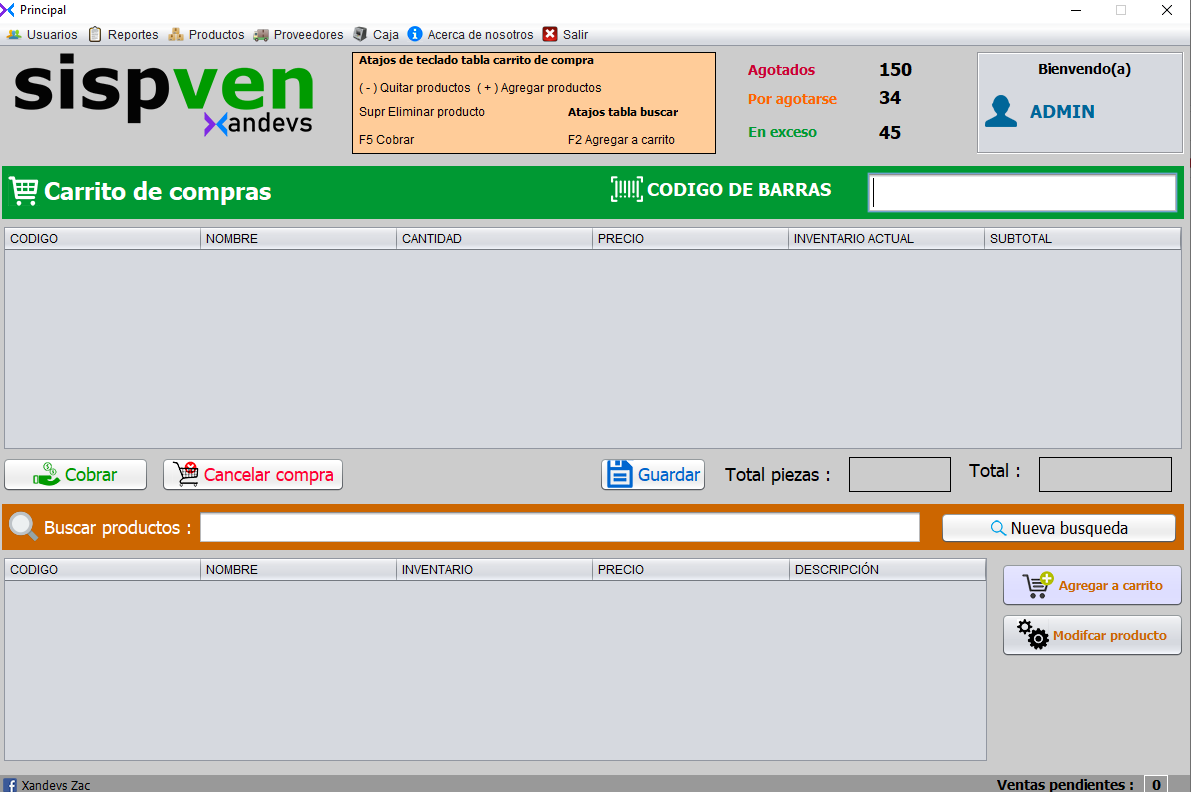 Principal
Usuarios Reportes Productos Proveedores Caja Acerca de nosotros Salir
sispven
Xandevs
Atajos de teclado tabla carrito de compra
( - ) Quitar productos ( + ) Agregar productos
Supr Eliminar producto Atajos tabla buscar
F5 Cobrar F2 Agregar a carrito
Agotados 150
Por agotarse 34
En exceso 45
Bienvendo(a)
ADMIN
Carrito de compras CODIGO DE BARRAS
CODIGO NOMBRE CANTIDAD PRECIO INVENTARIO ACTUAL SUBTOTAL
Cobrar Cancelar compra Guardar Total piezas : Total :
Buscar productos : Nueva busqueda
CODIGO NOMBRE INVENTARIO PRECIO DESCRIPCIÓN
Agregar a carrito
Modifcar producto
Xandevs Zac Ventas pendientes : 0